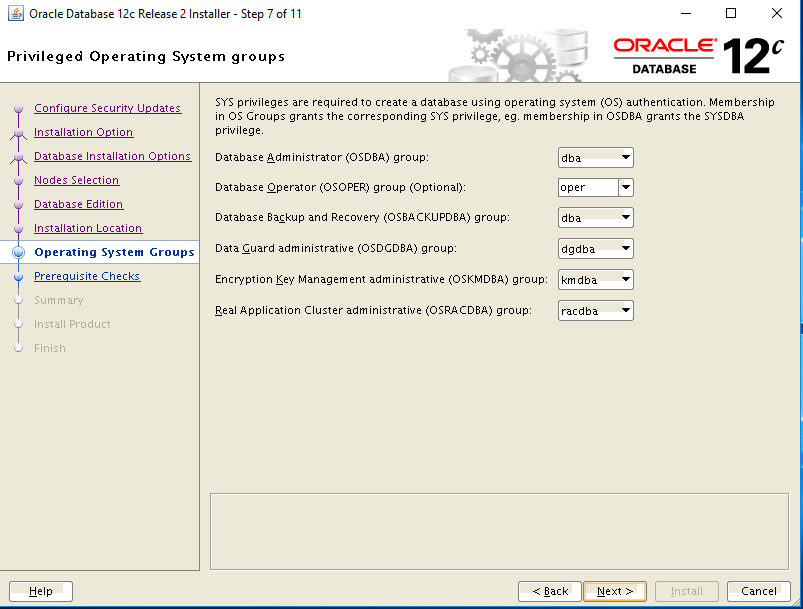 Oracle Database 12c Release 2 Installer - Step 7 of 11
Privileged Operating System groups
ORACLE®
DATABASE
12c
Configure Security Updates
Installation Option
Database Installation Options
Nodes Selection
Database Edition
Installation Location
Operating System Groups
Prerequisite Checks
Summary
Install Product
Finish
SYS privileges are required to create a database using operating system (OS) authentication. Membership
in OS Groups grants the corresponding SYS privilege, eg. membership in OSDBA grants the SYSDBA
privilege.
Database Administrator (OSDBA) group: dba
Database Operator (OSOPER) group (Optional): oper
Database Backup and Recovery (OSBACKUPDBA) group: dba
Data Guard administrative (OSDGDBA) group: dgdba
Encryption Key Management administrative (OSKMDBA) group: kmdba
Real Application Cluster administrative (OSRACDBA) group: racdba
Help
< Back
Next >
Install
Cancel